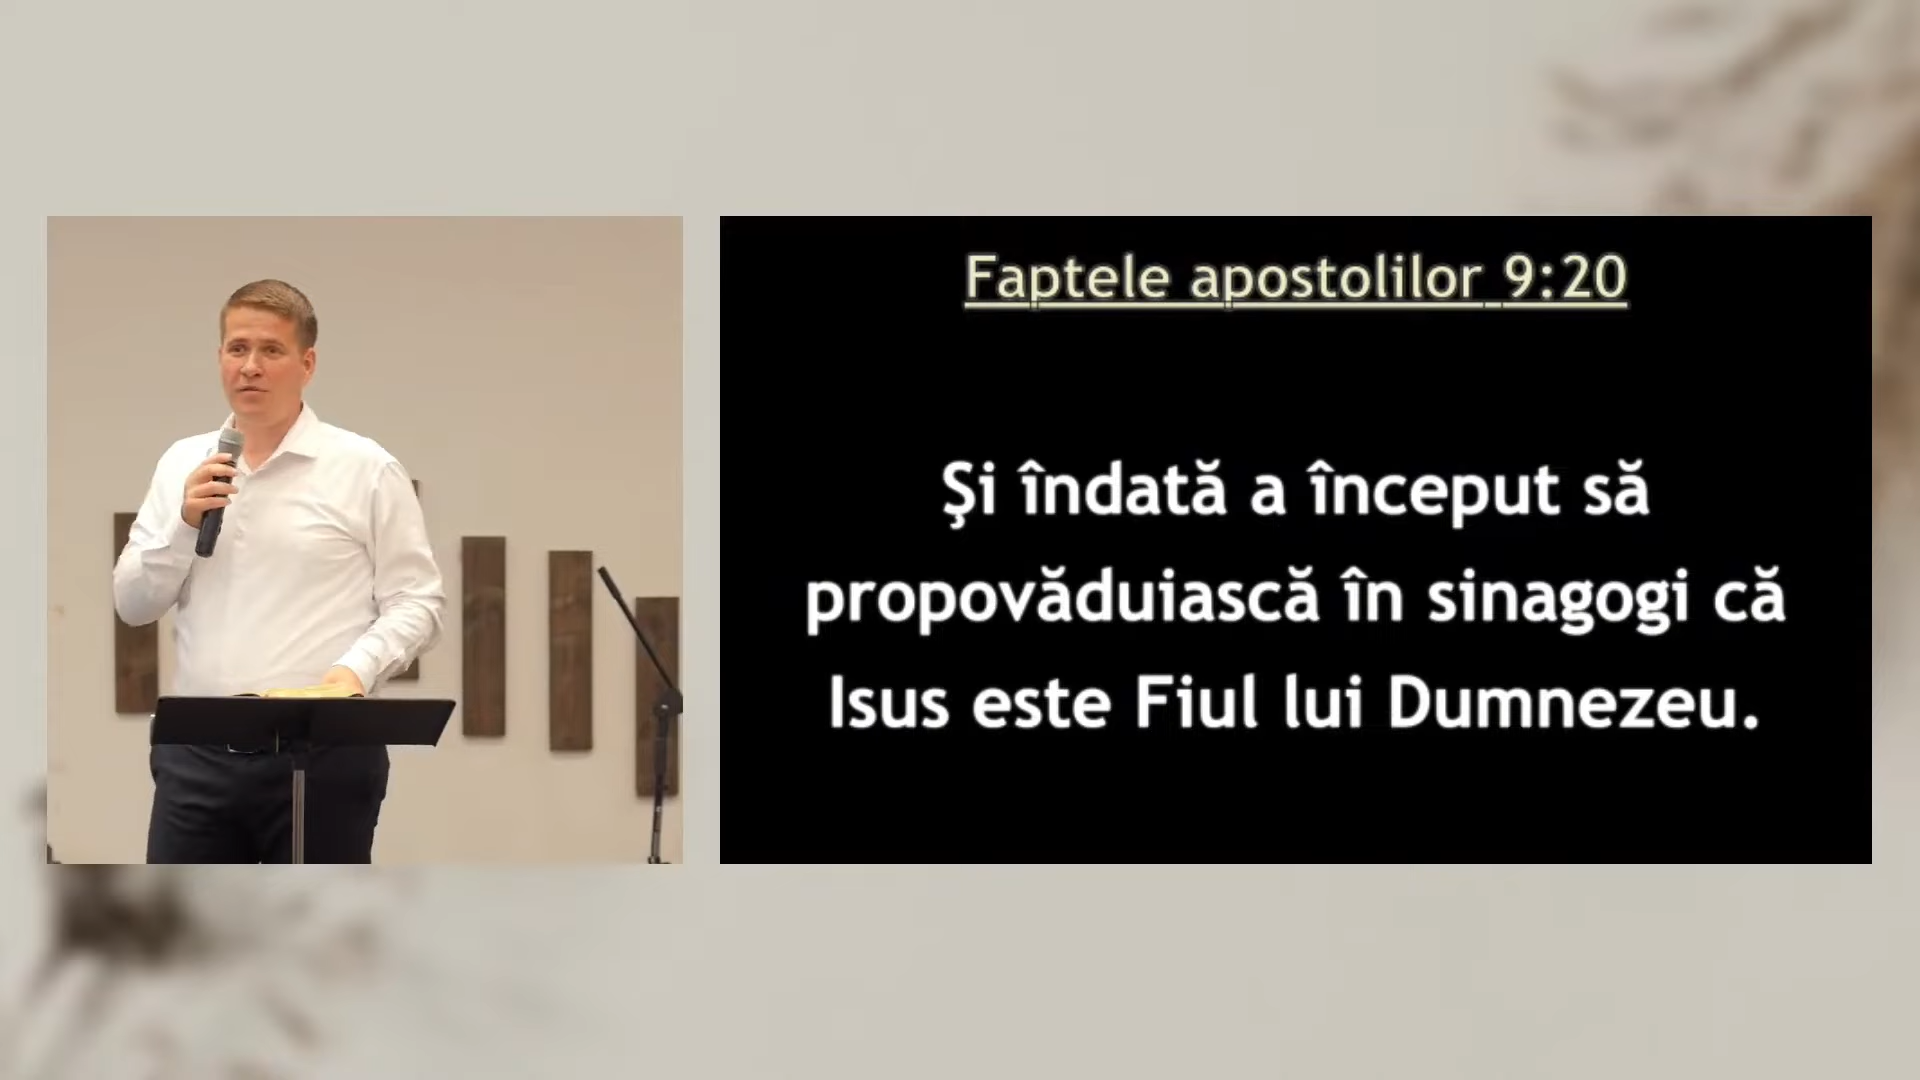 Faptele apostolilor 9:20
Şi îndată a început să
propovăduiască în sinagogi că
Isus este Fiul lui Dumnezeu.